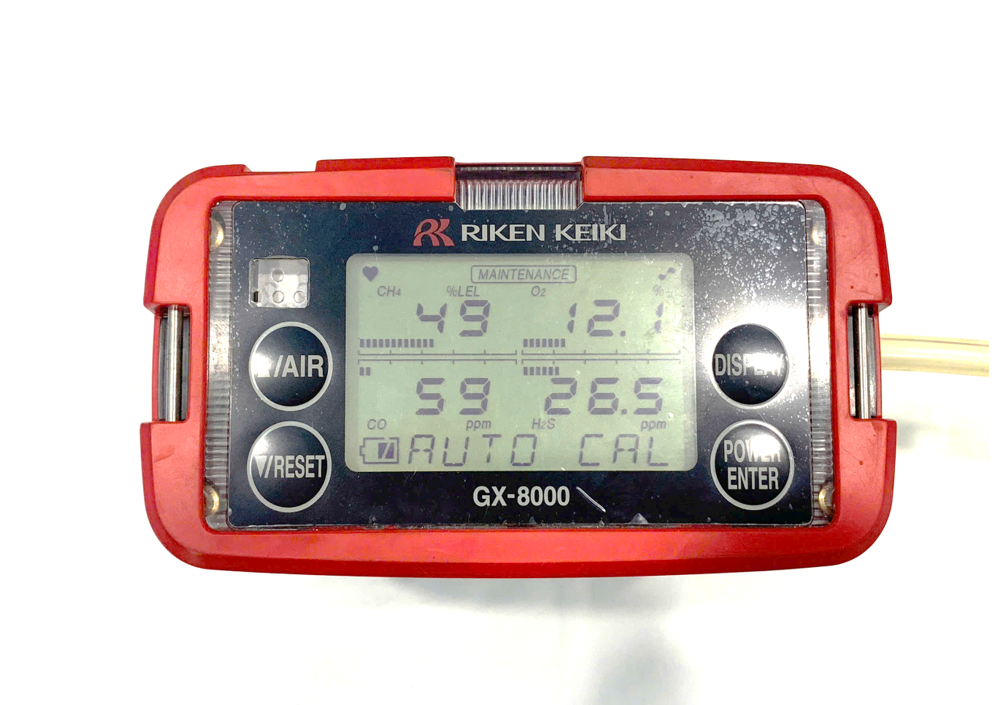 RIKEN KEIKI
MAINTENANCE
CH4 %LEL O2 %
49 12.1
59 26.5
CO ppm H2S ppm
AUTO CAL
/AIR
▼/RESET
DISPLAY
POWER
ENTER
GX-8000